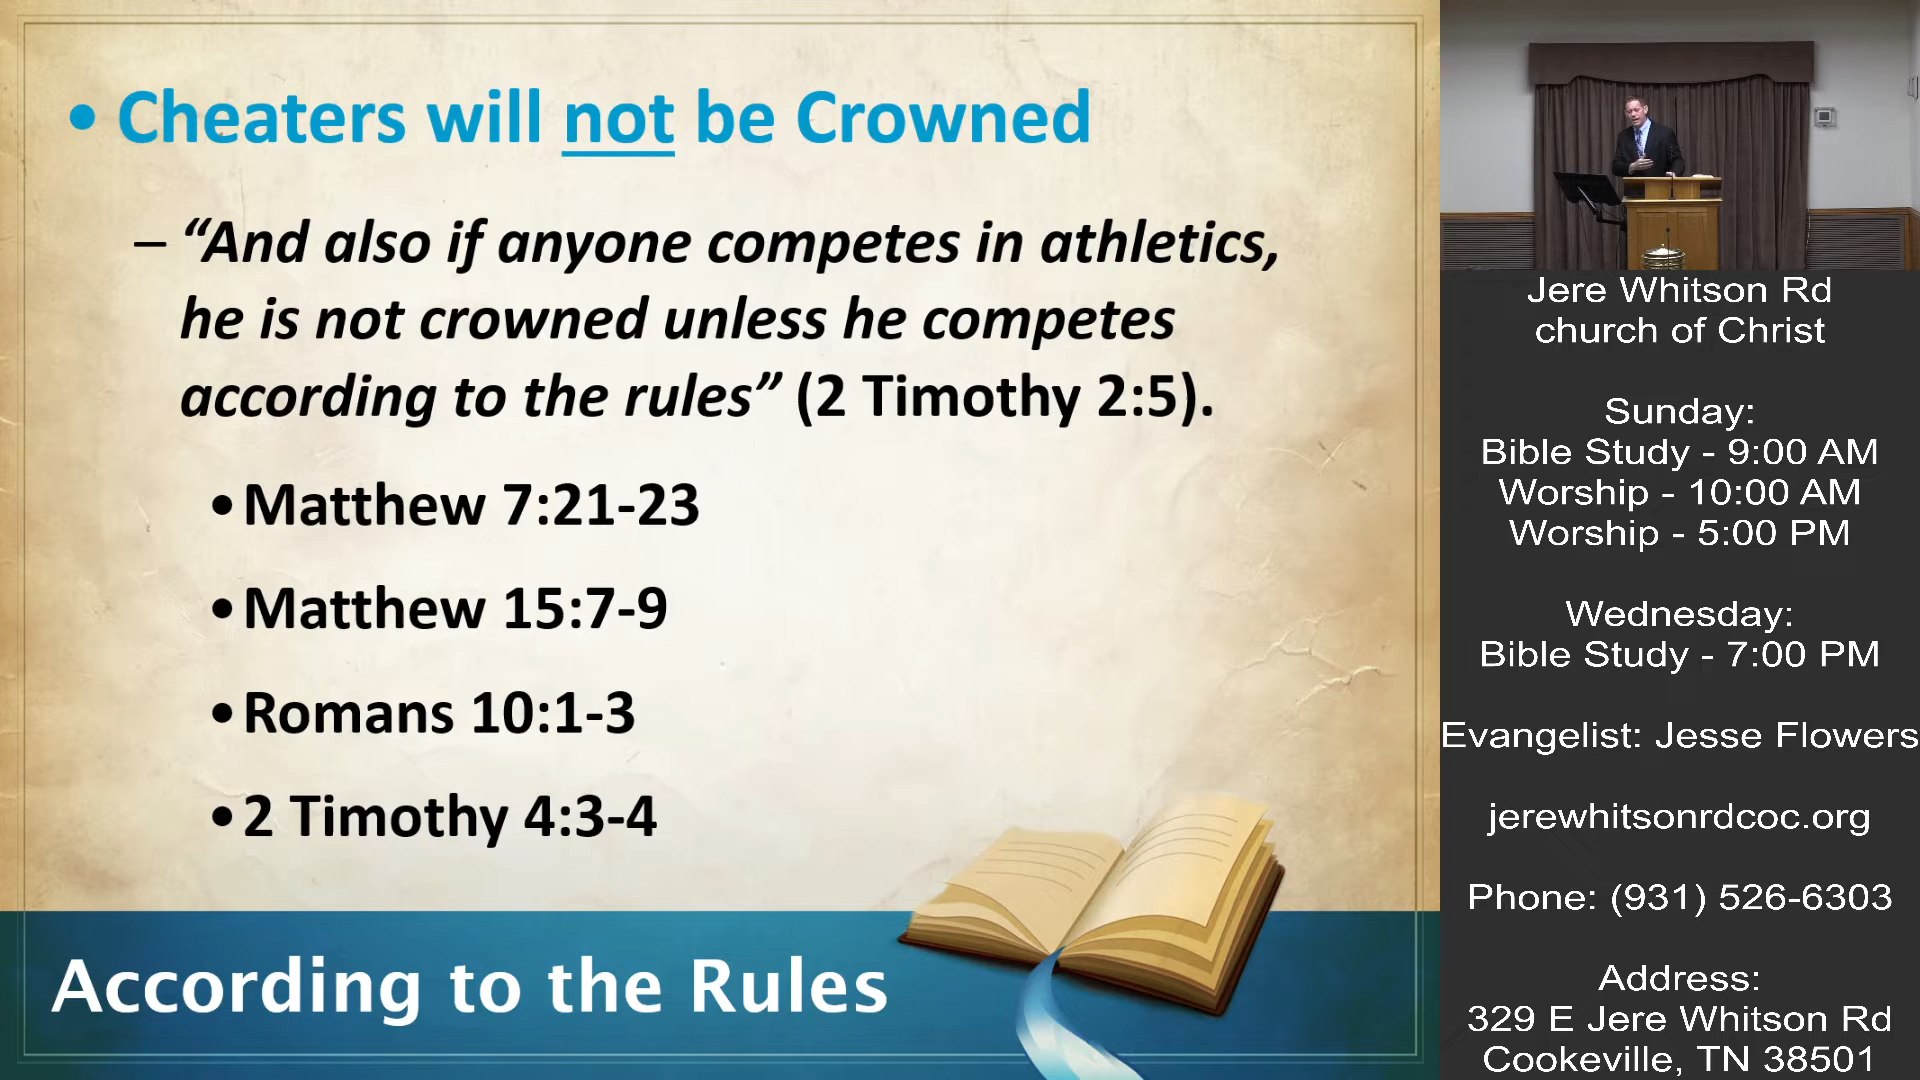 • Cheaters will not be Crowned
– “And also if anyone competes in athletics,
he is not crowned unless he competes
according to the rules” (2 Timothy 2:5).
• Matthew 7:21-23
• Matthew 15:7-9
• Romans 10:1-3
• 2 Timothy 4:3-4
According to the Rules
Jere Whitson Rd
church of Christ
Sunday:
Bible Study - 9:00 AM
Worship - 10:00 AM
Worship - 5:00 PM
Wednesday:
Bible Study - 7:00 PM
Evangelist: Jesse Flowers
jerewhitsonrdcoc.org
Phone: (931) 526-6303
Address:
329 E Jere Whitson Rd
Cookeville, TN 38501